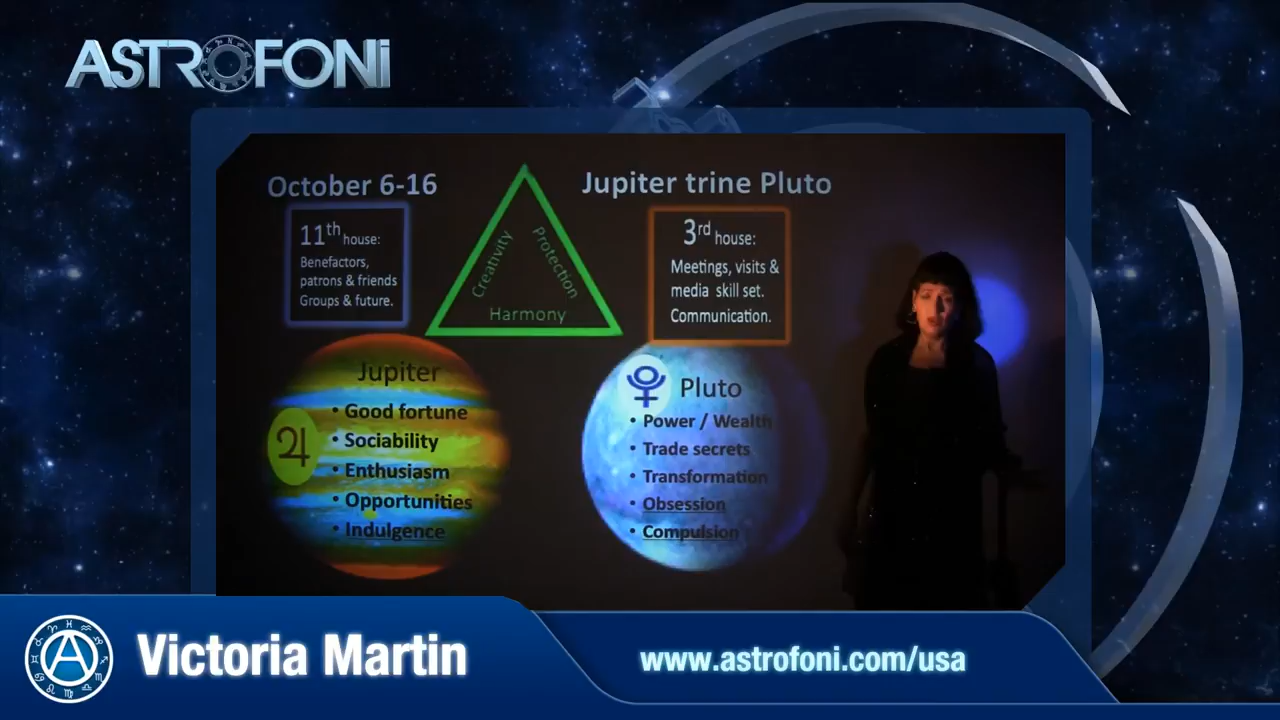 ASTROFONi
October 6-16
Jupiter trine Pluto
11th house:
Benefactors,
patrons & friends
Groups & future.
Creativity
Protection
Harmony
3rd house:
Meetings, visits &
media skill set.
Communication.
Jupiter
• Good fortune
• Sociability
• Enthusiasm
• Opportunities
• Indulgence
Pluto
• Power / Wealth
• Trade secrets
• Transformation
• Obsession
• Compulsion
Victoria Martin
www.astrofoni.com/usa